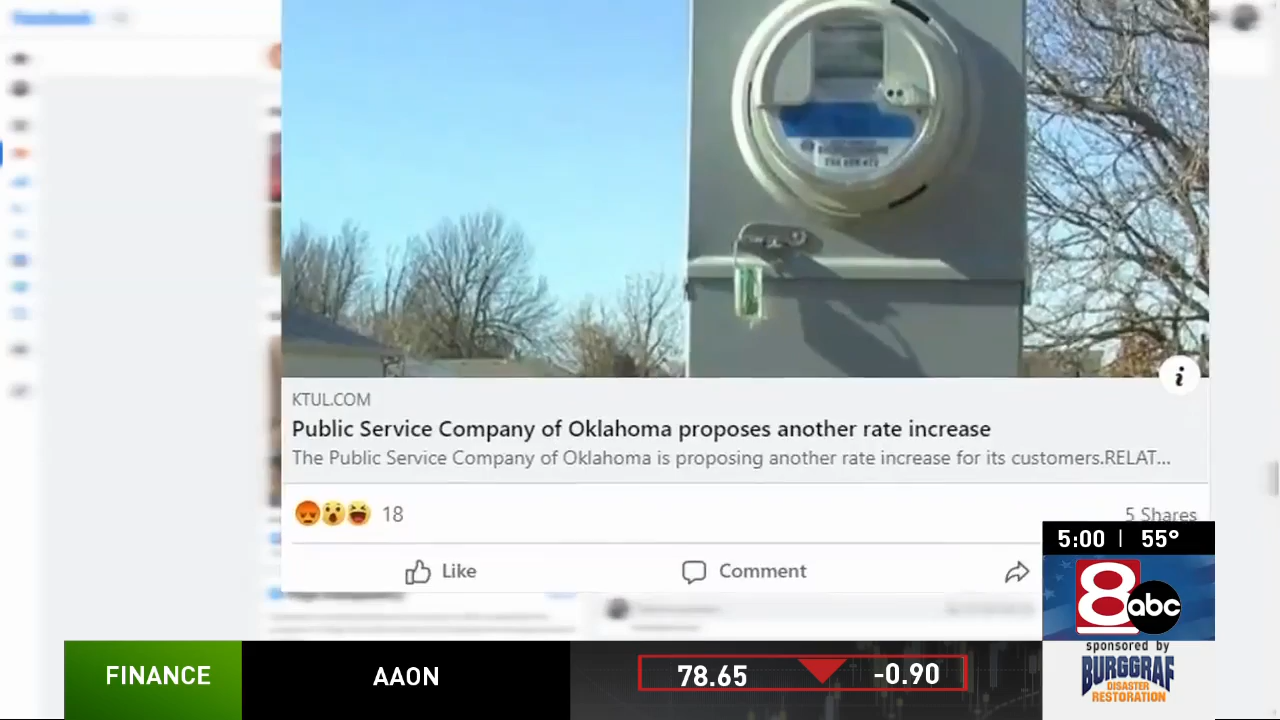 KTUL.COM
Public Service Company of Oklahoma proposes another rate increase
The Public Service Company of Oklahoma is proposing another rate increase for its customers.RELAT...
18
5 Shares
Like
Comment
5:00 | 55°
8 abc
sponsored by
BURGGRAF
DISASTER
RESTORATION
FINANCE
AAON
78.65
-0.90